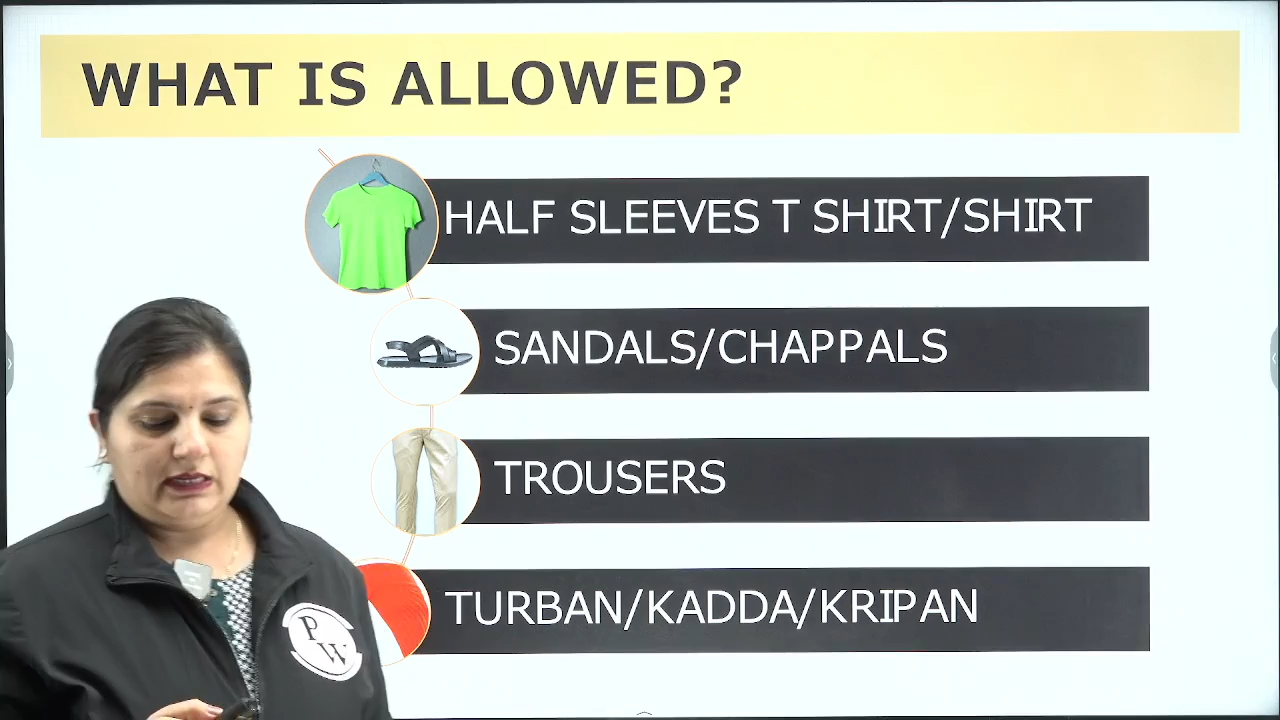 WHAT IS ALLOWED?
HALF SLEEVES T SHIRT/SHIRT
SANDALS/CHAPPALS
TROUSERS
TURBAN/KADDA/KRIPAN
P
W